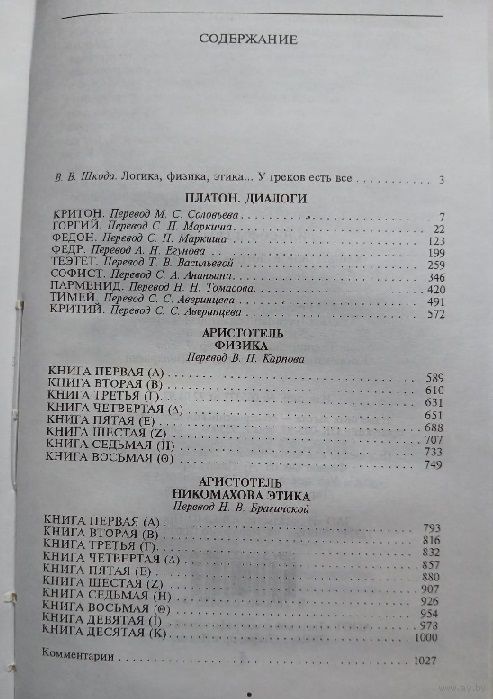 СОДЕРЖАНИЕ
В. В. Шкода. Логика, физика, этика... У греков есть все . . . . . . . . . . . 3
ПЛАТОН. ДИАЛОГИ
КРИТОН. Перевод М. С. Соловьева . . . . . . . . . . . 7
ГОРГИЙ. Перевод С. П. Маркиша . . . . . . . . . . . 22
ФЕДОН. Перевод С. П. Маркиша . . . . . . . . . . . 123
ФЕДР. Перевод А. Н. Егунова . . . . . . . . . . . 199
ТЕЭТЕТ. Перевод Т. В. Васильевой . . . . . . . . . . . 259
СОФИСТ. Перевод С. А. Ананьина . . . . . . . . . . . 346
ПАРМЕНИД. Перевод Н. Н. Томасова . . . . . . . . . . . 420
ТИМЕЙ. Перевод С. С. Аверинцева . . . . . . . . . . . 491
КРИТИЙ. Перевод С. С. Аверинцева . . . . . . . . . . . 572
АРИСТОТЕЛЬ
ФИЗИКА
Перевод В. П. Карпова
КНИГА ПЕРВАЯ (А) . . . . . . . . . . . 589
КНИГА ВТОРАЯ (В) . . . . . . . . . . . 610
КНИГА ТРЕТЬЯ (Г) . . . . . . . . . . . 631
КНИГА ЧЕТВЕРТАЯ (Δ) . . . . . . . . . . . 651
КНИГА ПЯТАЯ (Е) . . . . . . . . . . . 688
КНИГА ШЕСТАЯ (Z) . . . . . . . . . . . 707
КНИГА СЕДЬМАЯ (Н) . . . . . . . . . . . 733
КНИГА ВОСЬМАЯ (Θ) . . . . . . . . . . . 749
АРИСТОТЕЛЬ
НИКОМАХОВА ЭТИКА
Перевод Н. В. Брагинской
КНИГА ПЕРВАЯ (А) . . . . . . . . . . . 793
КНИГА ВТОРАЯ (В) . . . . . . . . . . . 816
КНИГА ТРЕТЬЯ (Г) . . . . . . . . . . . 832
КНИГА ЧЕТВЕРТАЯ (Δ) . . . . . . . . . . . 857
КНИГА ПЯТАЯ (Е) . . . . . . . . . . . 880
КНИГА ШЕСТАЯ (Z) . . . . . . . . . . . 907
КНИГА СЕДЬМАЯ (Н) . . . . . . . . . . . 926
КНИГА ВОСЬМАЯ (Θ) . . . . . . . . . . . 954
КНИГА ДЕВЯТАЯ (I) . . . . . . . . . . . 973
КНИГА ДЕСЯТАЯ (К) . . . . . . . . . . . 1000
Комментарии . . . . . . . . . . . 1027
www.ay.by